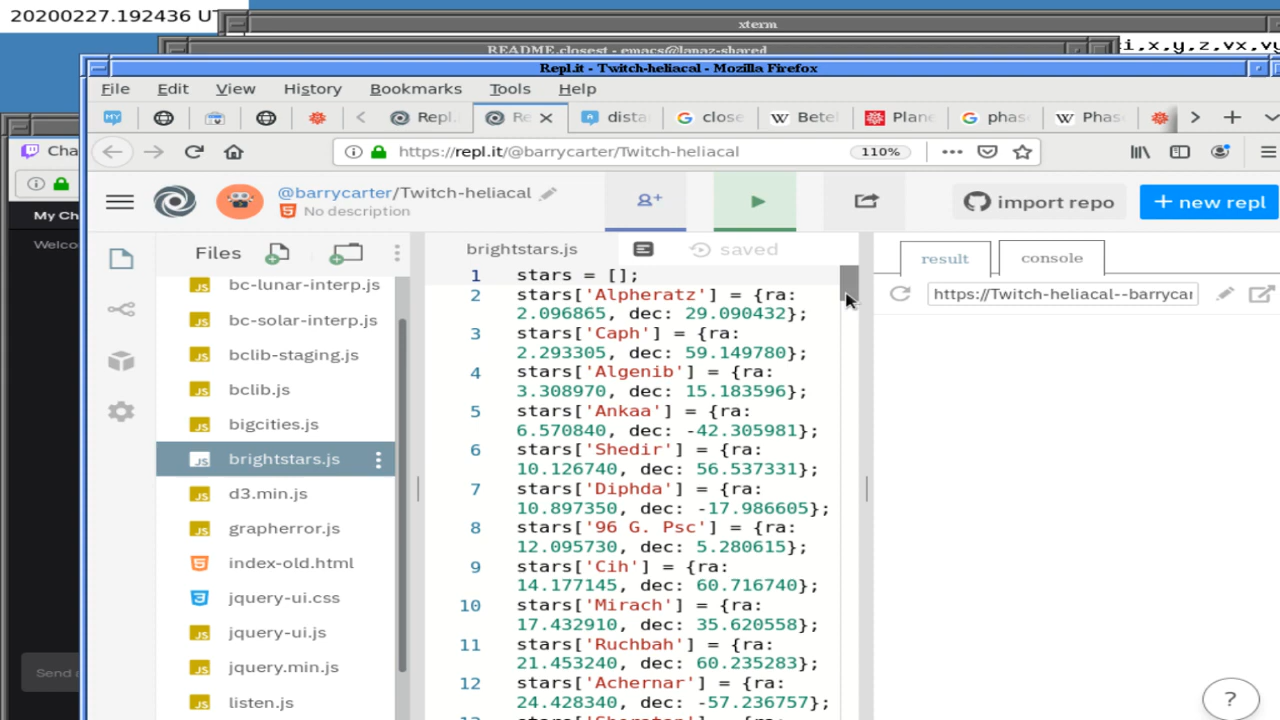 20200227.192436 U
xterm
README.closest - emacs@lanaz-shared
i,x,y,z,vx,vy
Repl.it - Twitch-heliacal - Mozilla Firefox
File Edit View History Bookmarks Tools Help
MY Repl. Re dista close Betel Plane phas Phas
https://repl.it/@barrycarter/Twitch-heliacal 110%
Cha
@barrycarter/Twitch-heliacal
No description
import repo
+ new repl
My Ch
Welco
Files
brightstars.js
saved
result
console
https://Twitch-heliacal--barrycar
bc-lunar-interp.js
bc-solar-interp.js
bclib-staging.js
bclib.js
bigcities.js
brightstars.js
d3.min.js
grapherror.js
index-old.html
jquery-ui.css
jquery-ui.js
jquery.min.js
listen.js
1 stars = [];
2 stars['Alpheratz'] = {ra:
2.096865, dec: 29.090432};
3 stars['Caph'] = {ra:
2.293305, dec: 59.149780};
4 stars['Algenib'] = {ra:
3.308970, dec: 15.183596};
5 stars['Ankaa'] = {ra:
6.570840, dec: -42.305981};
6 stars['Shedir'] = {ra:
10.126740, dec: 56.537331};
7 stars['Diphda'] = {ra:
10.897350, dec: -17.986605};
8 stars['96 G. Psc'] = {ra:
12.095730, dec: 5.280615};
9 stars['Cih'] = {ra:
14.177145, dec: 60.716740};
10 stars['Mirach'] = {ra:
17.432910, dec: 35.620558};
11 stars['Ruchbah'] = {ra:
21.453240, dec: 60.235283};
12 stars['Achernar'] = {ra:
24.428340, dec: -57.236757};
Send
?